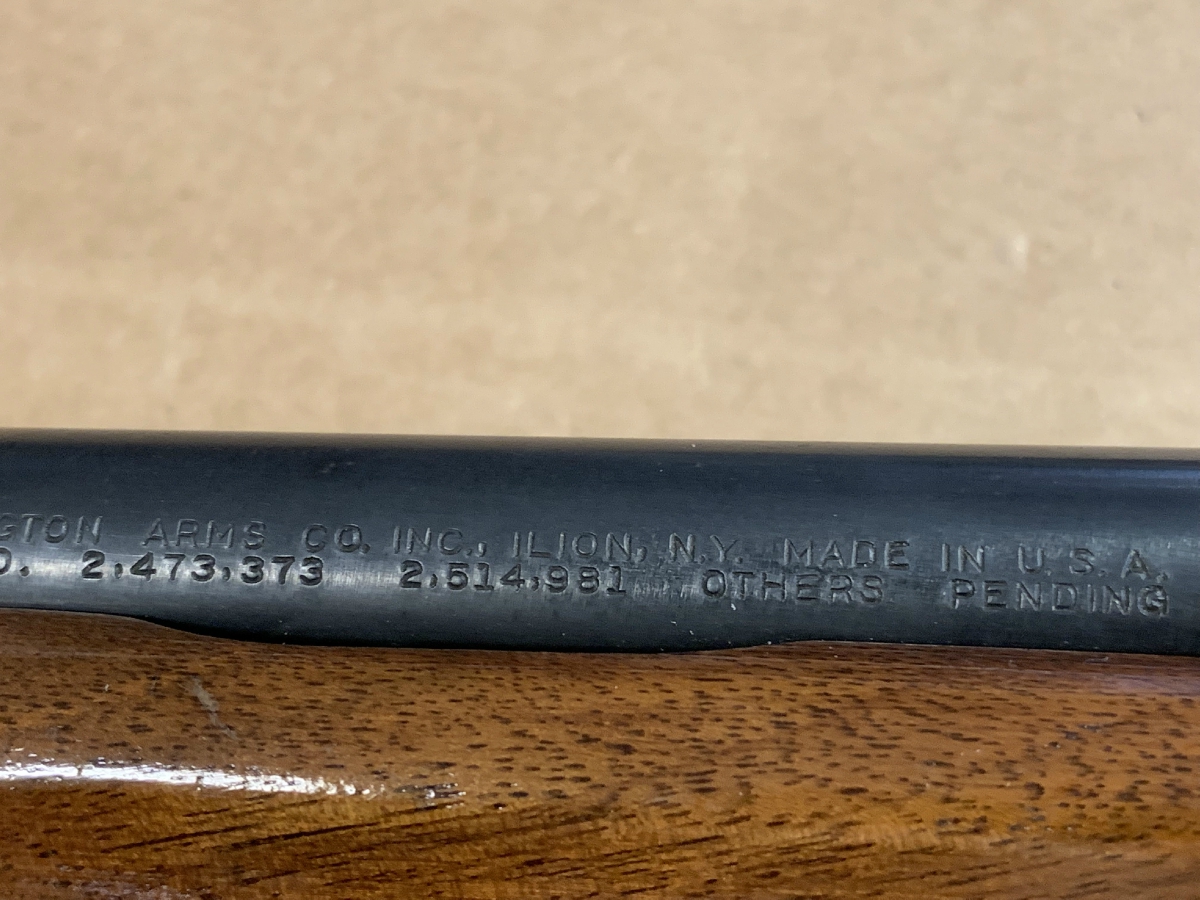 GTON ARMS CO. INC., ILION, N.Y. MADE IN U.S.A.
O. 2,473,373 2,514,981 OTHERS PENDING